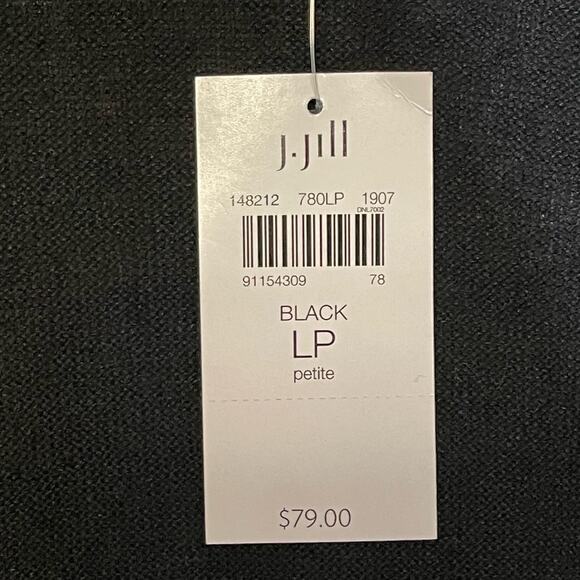 J.Jill
148212 780LP 1907
DNL7002
91154309 78
BLACK
LP
petite
$79.00